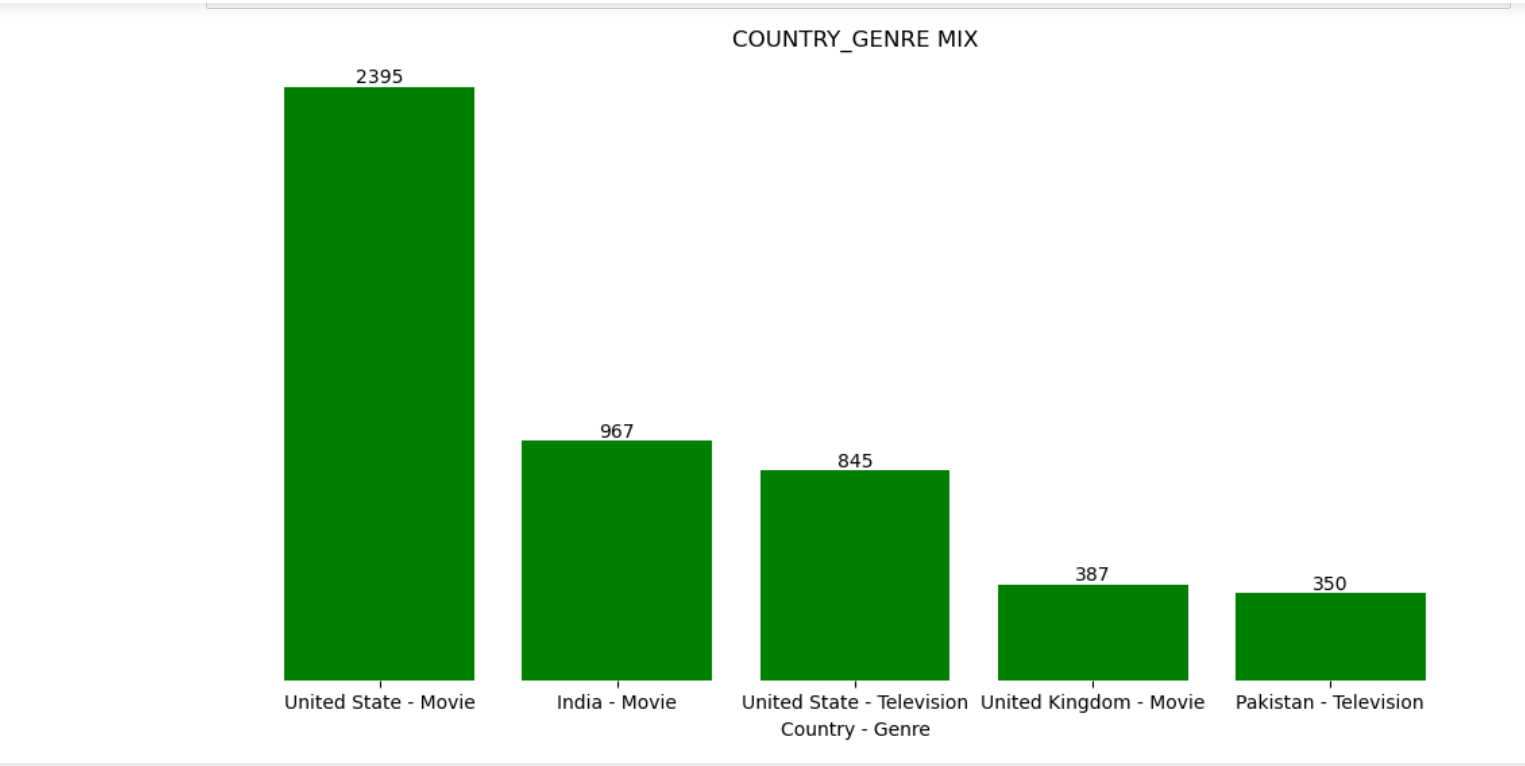 COUNTRY_GENRE MIX
2395
967
845
387
350
United State - Movie
India - Movie
United State - Television
United Kingdom - Movie
Pakistan - Television
Country - Genre